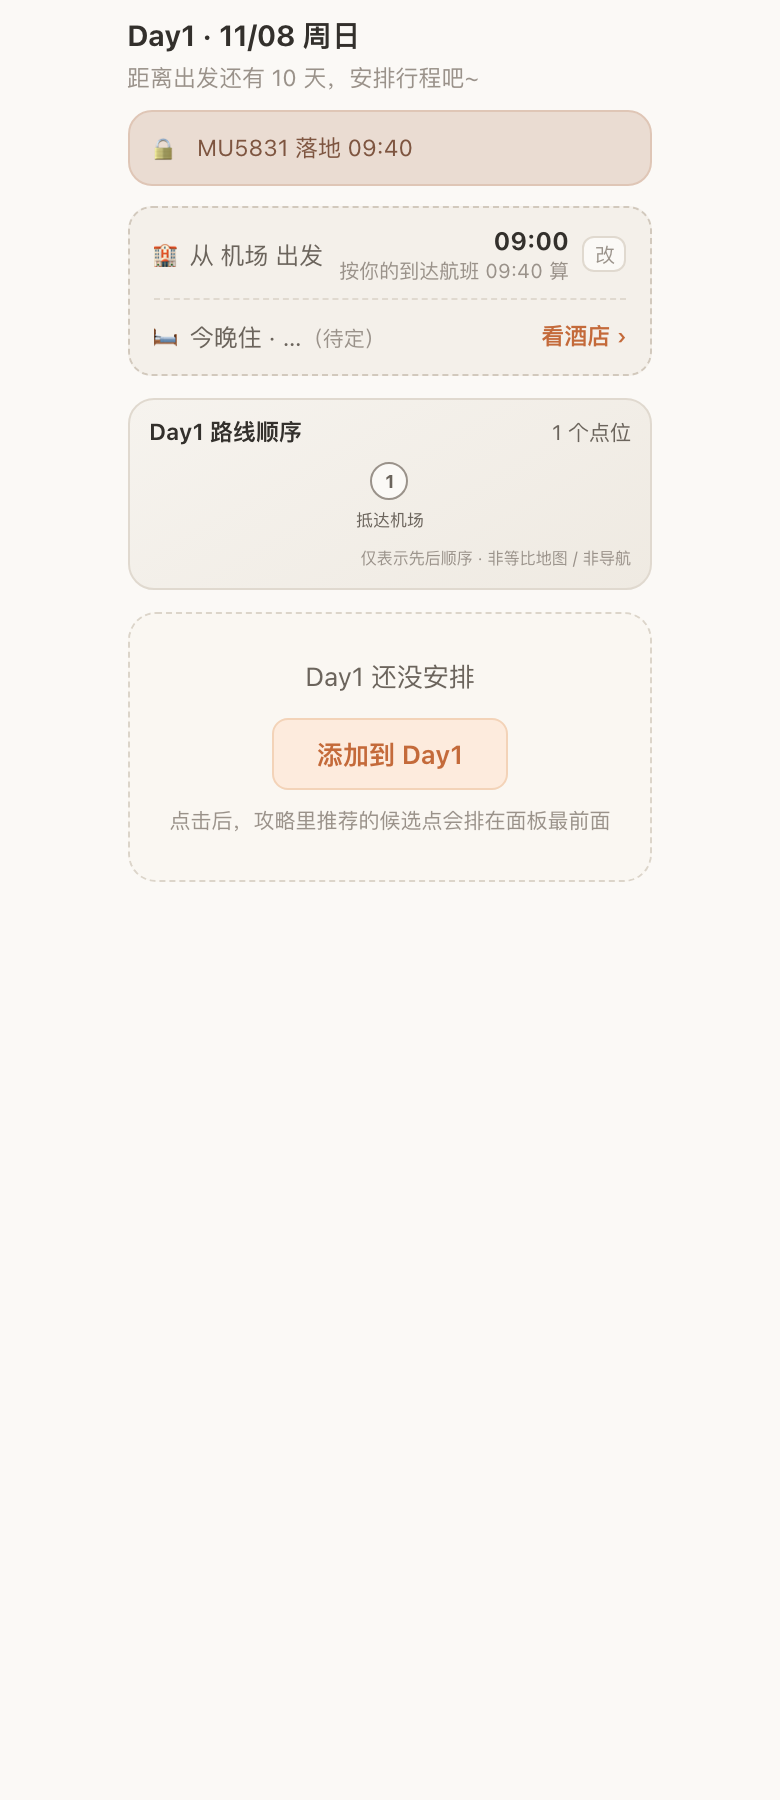 Day1 · 11/08 周日
距离出发还有 10 天，安排行程吧~
MU5831 落地 09:40
从 机场 出发
09:00
按你的到达航班 09:40 算
改
今晚住 · ...（待定）
看酒店 ›
Day1 路线顺序
1 个点位
1
抵达机场
仅表示先后顺序 · 非等比地图 / 非导航
Day1 还没安排
添加到 Day1
点击后，攻略里推荐的候选点会排在面板最前面